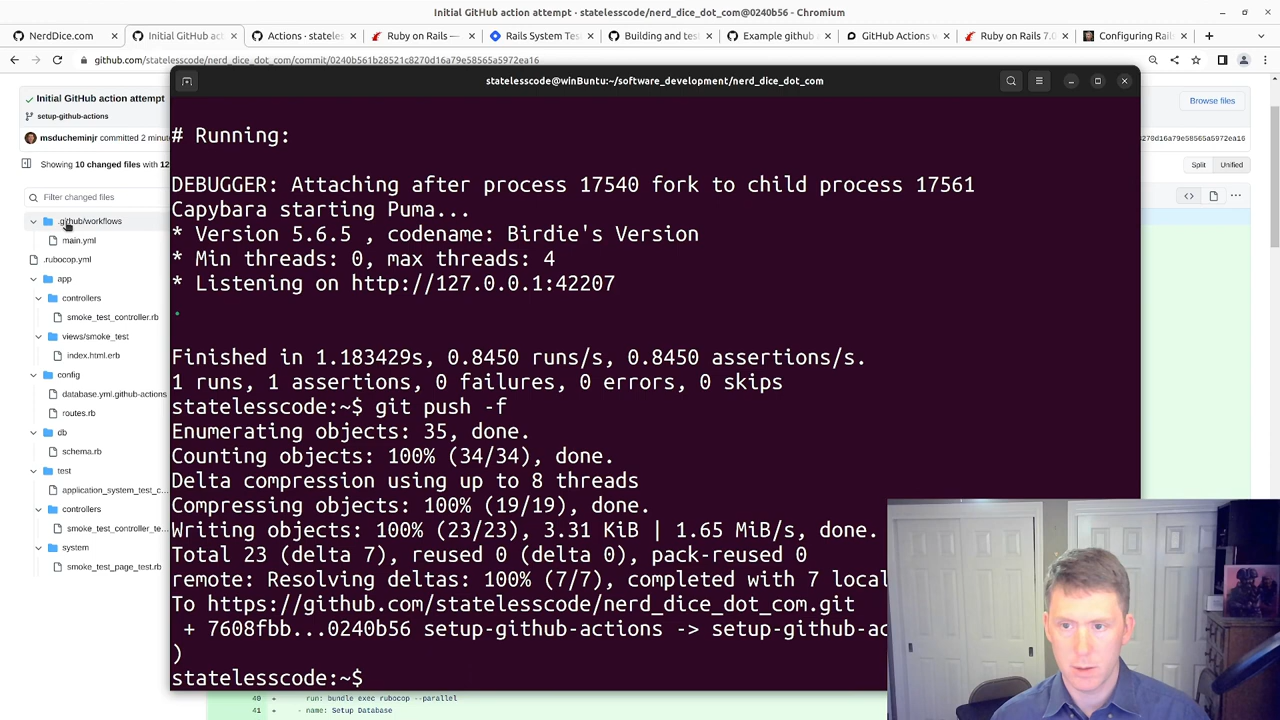 Initial GitHub action attempt · statelesscode/nerd_dice_dot_com@0240b56 - Chromium
NerdDice.com
Initial GitHub act
Actions · stateless
Ruby on Rails —
Rails System Tes
Building and test
Example github
GitHub Actions w
Ruby on Rails 7.0
Configuring Rails
github.com/statelesscode/nerd_dice_dot_com/commit/0240b561b28521c8270d16a79e58565a5972ea16
Initial GitHub action attempt
setup-github-actions
msducheminjr committed 2 minut
Showing 10 changed files with 12
Filter changed files
.github/workflows
main.yml
.rubocop.yml
app
controllers
smoke_test_controller.rb
views/smoke_test
index.html.erb
config
database.yml.github-actions
routes.rb
db
schema.rb
test
application_system_test_c...
controllers
smoke_test_controller_te...
system
smoke_test_page_test.rb
statelesscode@winBuntu:~/software_development/nerd_dice_dot_com
# Running:
DEBUGGER: Attaching after process 17540 fork to child process 17561
Capybara starting Puma...
* Version 5.6.5 , codename: Birdie's Version
* Min threads: 0, max threads: 4
* Listening on http://127.0.0.1:42207
.
Finished in 1.183429s, 0.8450 runs/s, 0.8450 assertions/s.
1 runs, 1 assertions, 0 failures, 0 errors, 0 skips
statelesscode:~$ git push -f
Enumerating objects: 35, done.
Counting objects: 100% (34/34), done.
Delta compression using up to 8 threads
Compressing objects: 100% (19/19), done.
Writing objects: 100% (23/23), 3.31 KiB | 1.65 MiB/s, done.
Total 23 (delta 7), reused 0 (delta 0), pack-reused 0
remote: Resolving deltas: 100% (7/7), completed with 7 local
To https://github.com/statelesscode/nerd_dice_dot_com.git
+ 7608fbb...0240b56 setup-github-actions -> setup-github-ac
)
statelesscode:~$
Browse files
270d16a79e58565a5972ea16
Split
Unified
40 + run: bundle exec rubocop --parallel
41 + - name: Setup Database